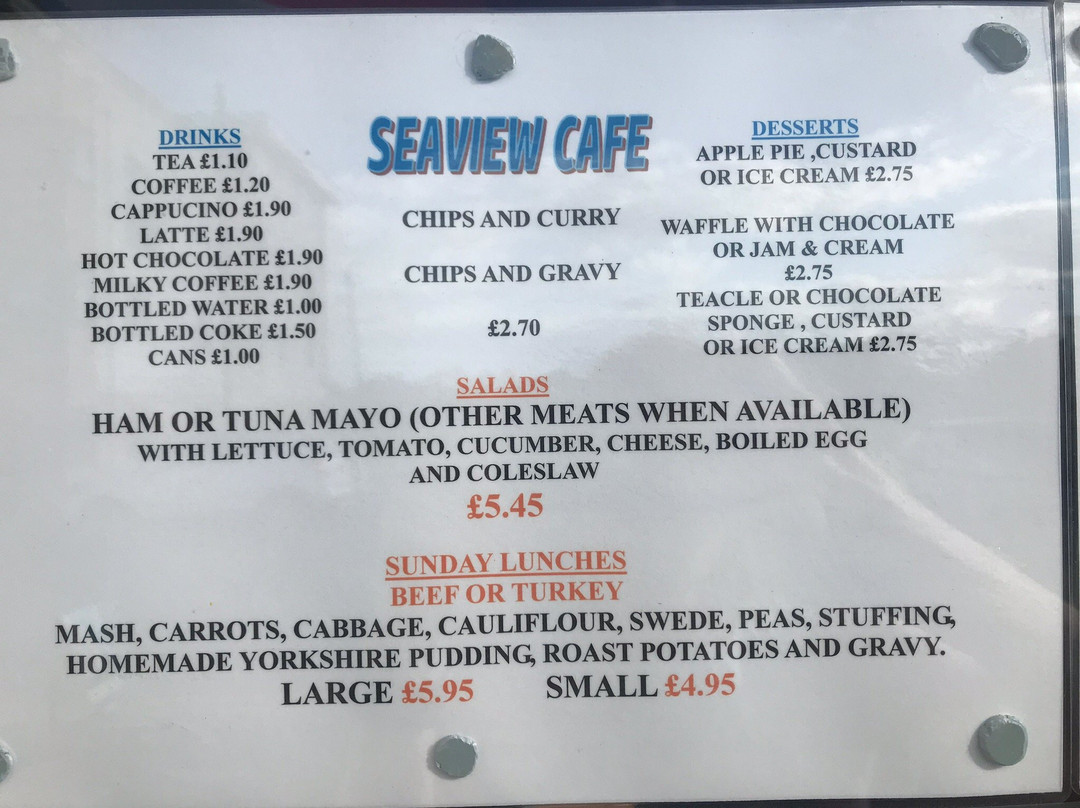 SEAVIEW CAFE
DRINKS
TEA £1.10
COFFEE £1.20
CAPPUCINO £1.90
LATTE £1.90
HOT CHOCOLATE £1.90
MILKY COFFEE £1.90
BOTTLED WATER £1.00
BOTTLED COKE £1.50
CANS £1.00
CHIPS AND CURRY
CHIPS AND GRAVY
£2.70
DESSERTS
APPLE PIE ,CUSTARD
OR ICE CREAM £2.75
WAFFLE WITH CHOCOLATE
OR JAM & CREAM
£2.75
TEACLE OR CHOCOLATE
SPONGE , CUSTARD
OR ICE CREAM £2.75
SALADS
HAM OR TUNA MAYO (OTHER MEATS WHEN AVAILABLE)
WITH LETTUCE, TOMATO, CUCUMBER, CHEESE, BOILED EGG
AND COLESLAW
£5.45
SUNDAY LUNCHES
BEEF OR TURKEY
MASH, CARROTS, CABBAGE, CAULIFLOUR, SWEDE, PEAS, STUFFING,
HOMEMADE YORKSHIRE PUDDING, ROAST POTATOES AND GRAVY.
LARGE £5.95 SMALL £4.95